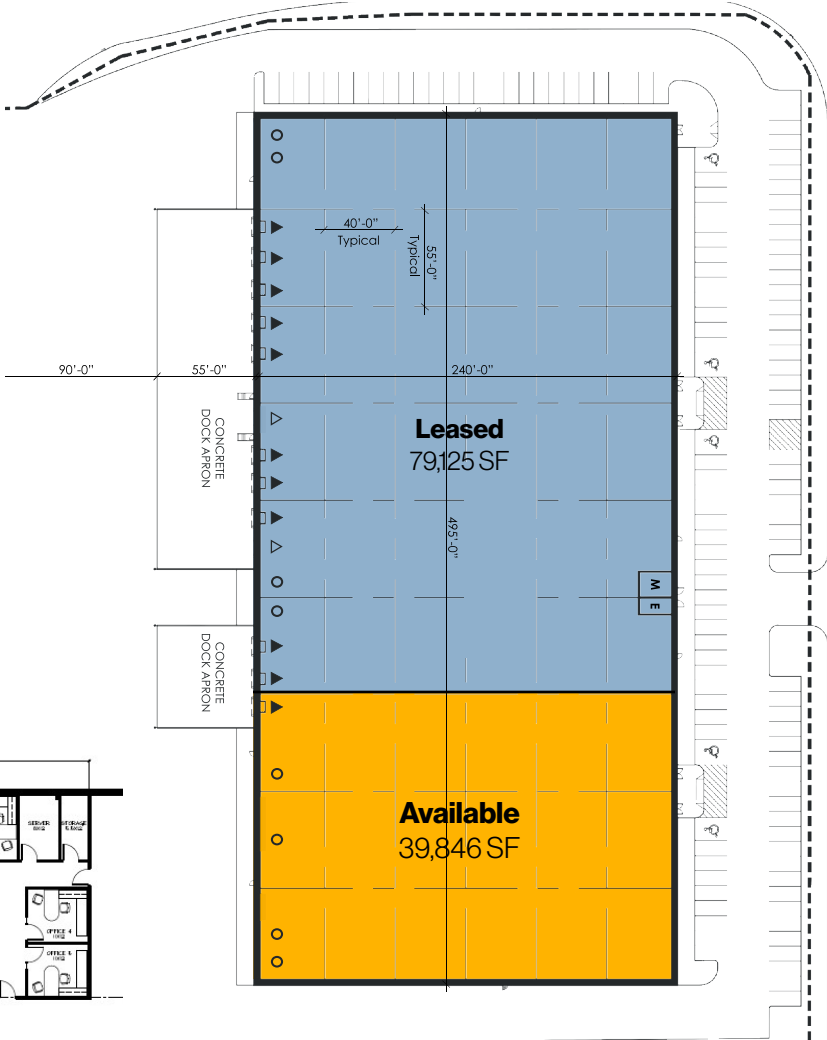 40'-0"
Typical
55'-0"
Typical
90'-0"
55'-0"
240'-0"
CONCRETE
DOCK APRON
Leased
79,125 SF
495'-0"
M
E
CONCRETE
DOCK APRON
Available
39,846 SF
SERVER
STORAGE
OFFICE 4
OFFICE 5